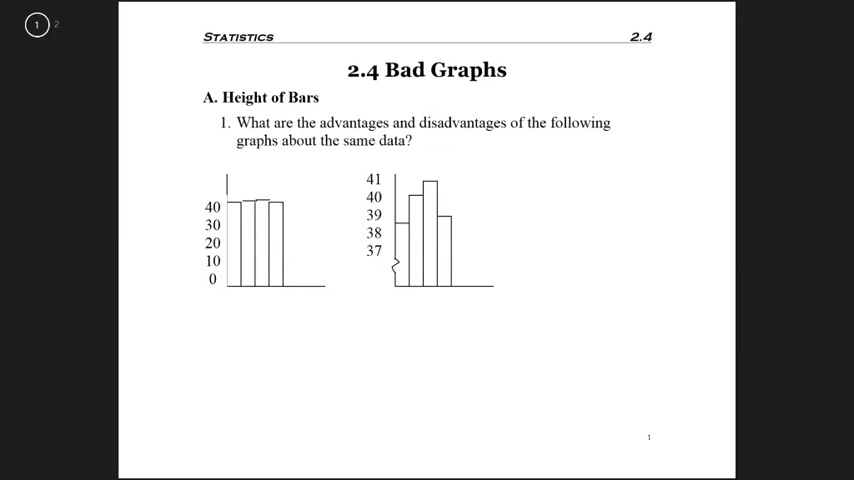 1 2
STATISTICS 2.4
2.4 Bad Graphs
A. Height of Bars
1. What are the advantages and disadvantages of the following
graphs about the same data?
40
30
20
10
0
41
40
39
38
37
1